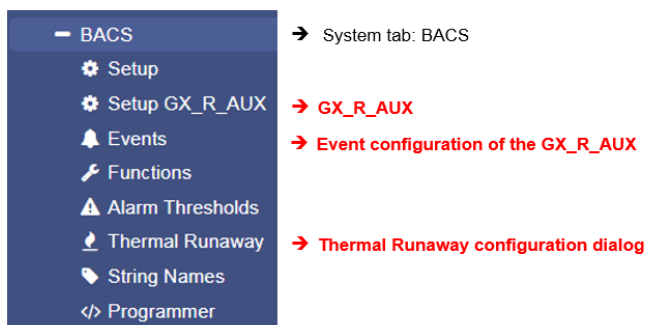 BACS → System tab: BACS
Setup
Setup GX_R_AUX → GX_R_AUX
Events → Event configuration of the GX_R_AUX
Functions
Alarm Thresholds
Thermal Runaway → Thermal Runaway configuration dialog
String Names
</> Programmer